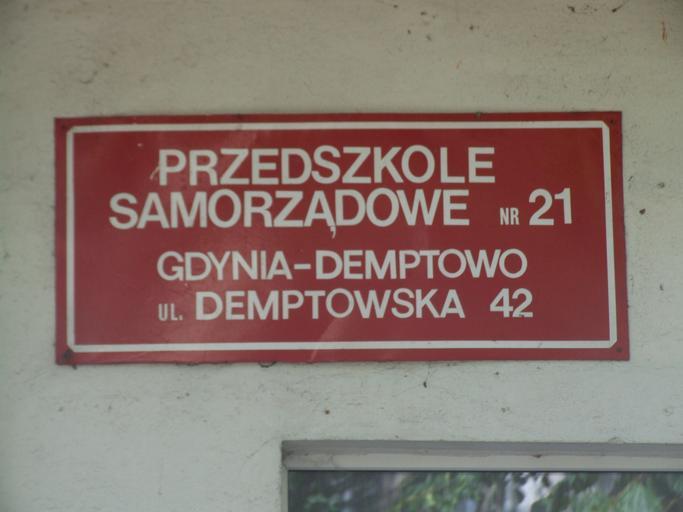 PRZEDSZKOLE
SAMORZĄDOWE NR 21
GDYNIA-DEMPTOWO
UL. DEMPTOWSKA 42